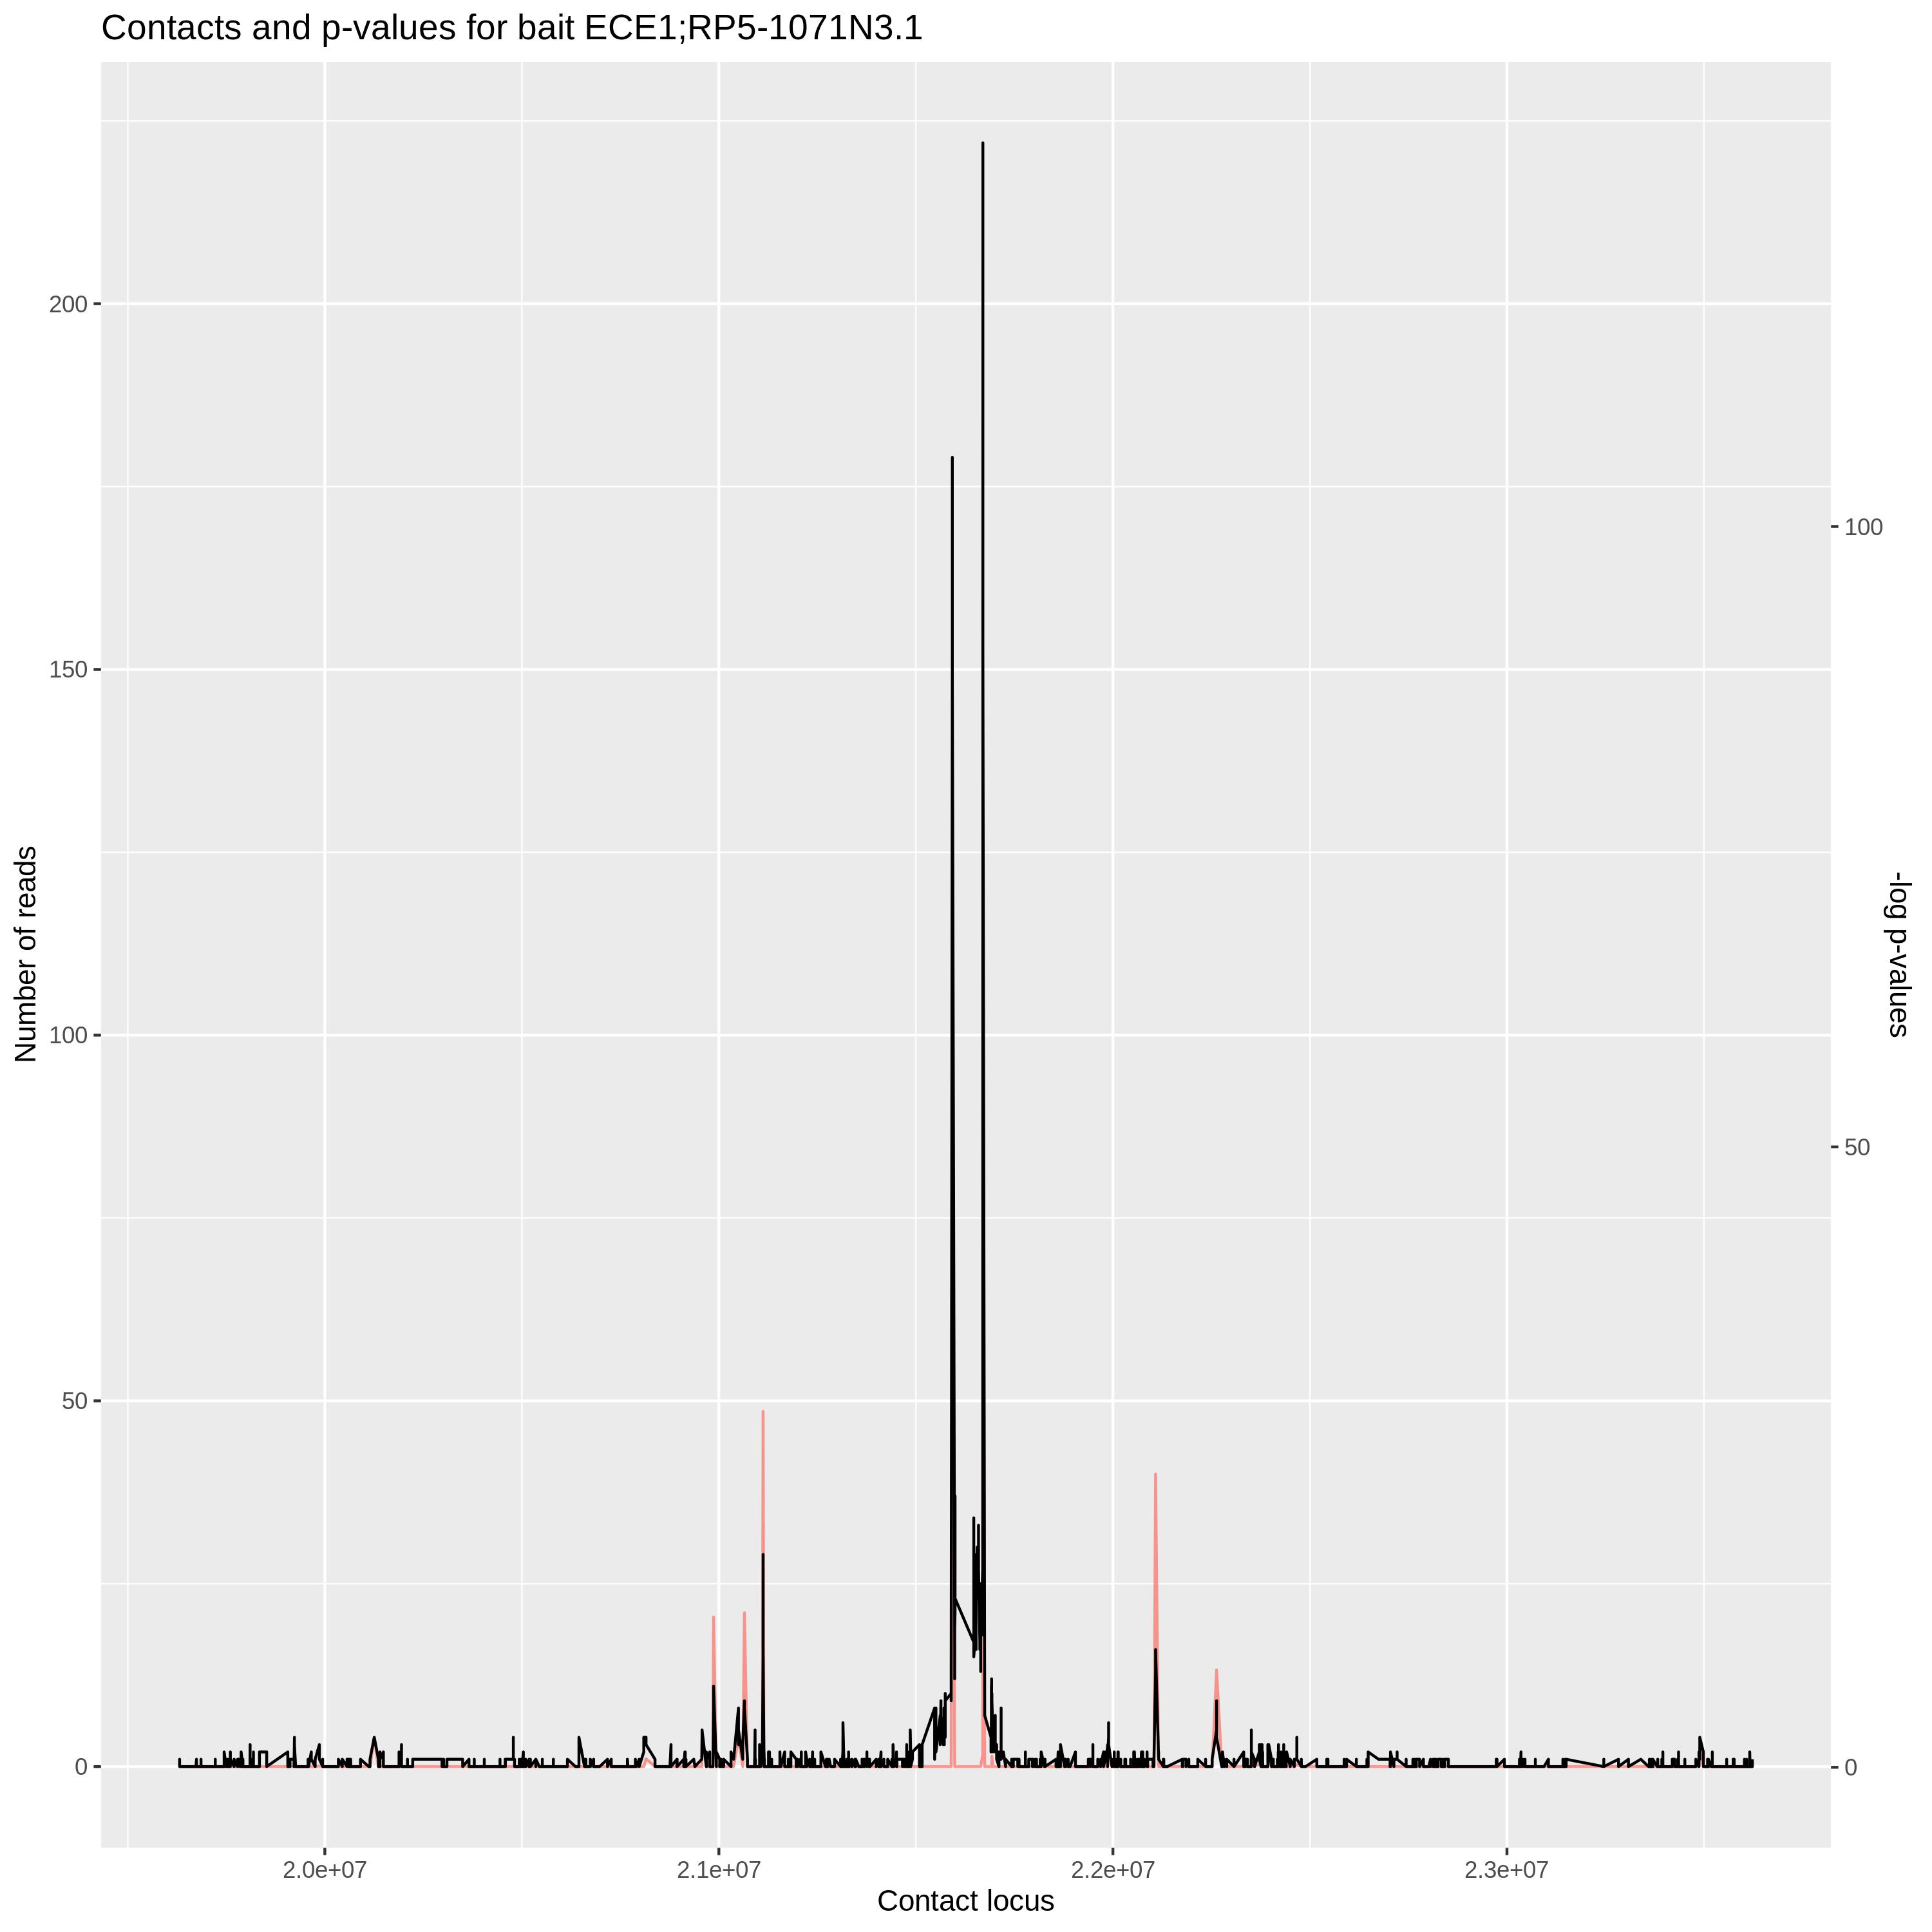 Contacts and p-values for bait ECE1;RP5-1071N3.1
200
150
100
50
0
Number of reads
100
50
0
-log p-values
2.0e+07
2.1e+07
2.2e+07
2.3e+07
Contact locus